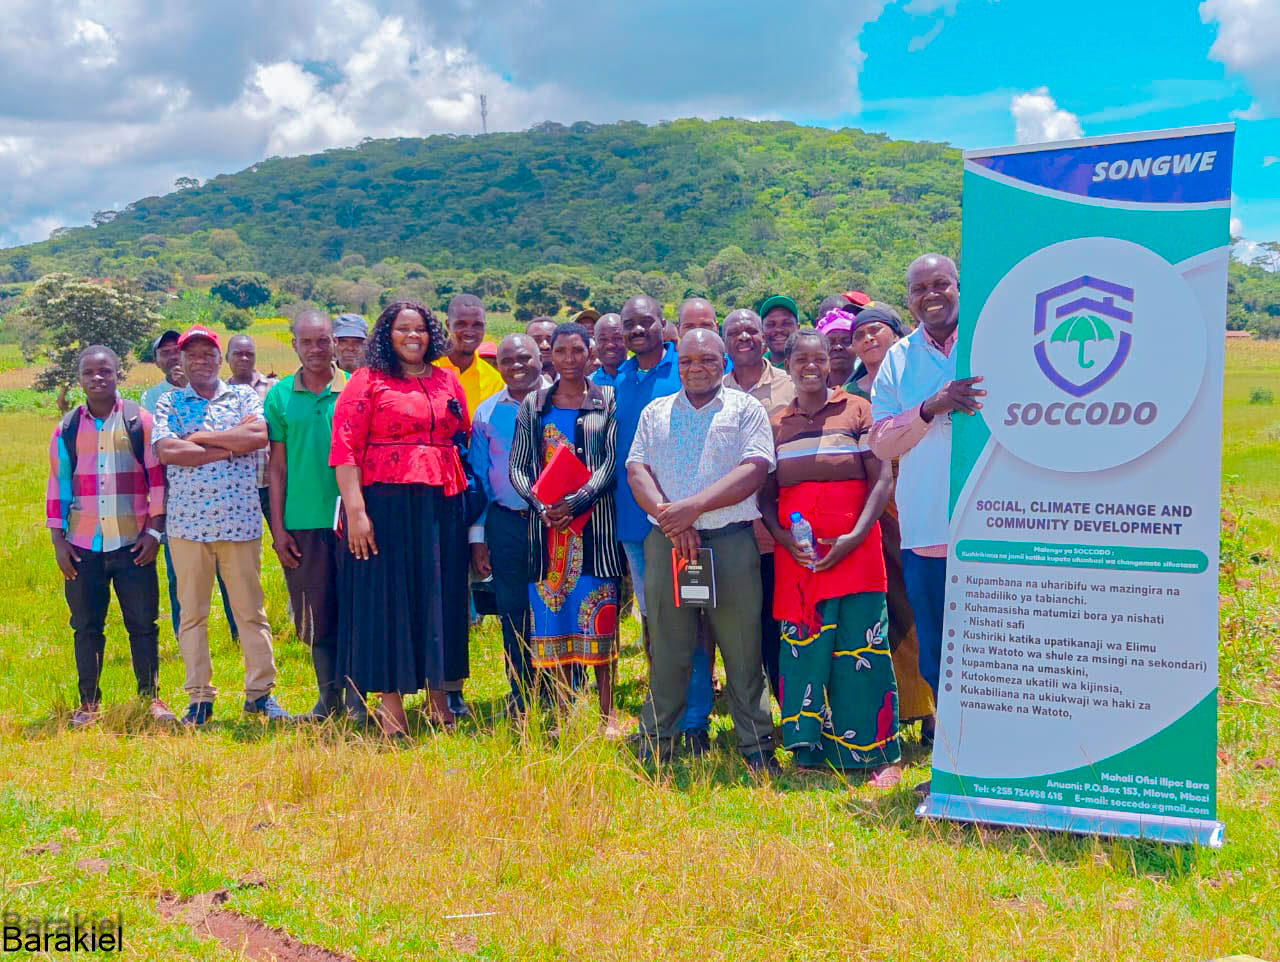 SONGWE
SOCCODO
SOCIAL, CLIMATE CHANGE AND
COMMUNITY DEVELOPMENT
Malengo ya SOCCODO :
Kushirikiana na jamii katika kupata ufumbuzi wa changamoto zifuatazo:
Kupambana na uharibifu wa mazingira na
mabadiliko ya tabianchi.
Kuhamasisha matumizi bora ya nishati
- Nishati safi
Kushiriki katika upatikanaji wa Elimu
(kwa Watoto wa shule za msingi na sekondari)
kupambana na umaskini,
Kutokomeza ukatili wa kijinsia,
Kukabiliana na ukiukwaji wa haki za
wanawake na Watoto,
Mahali Ofisi ilipo: Bara
Anuani: P.O.Box 153, Mlowo, Mbozi
Tel: +255 754958 415 E-mail: soccodo@gmail.com
Barakiel
Barakiel